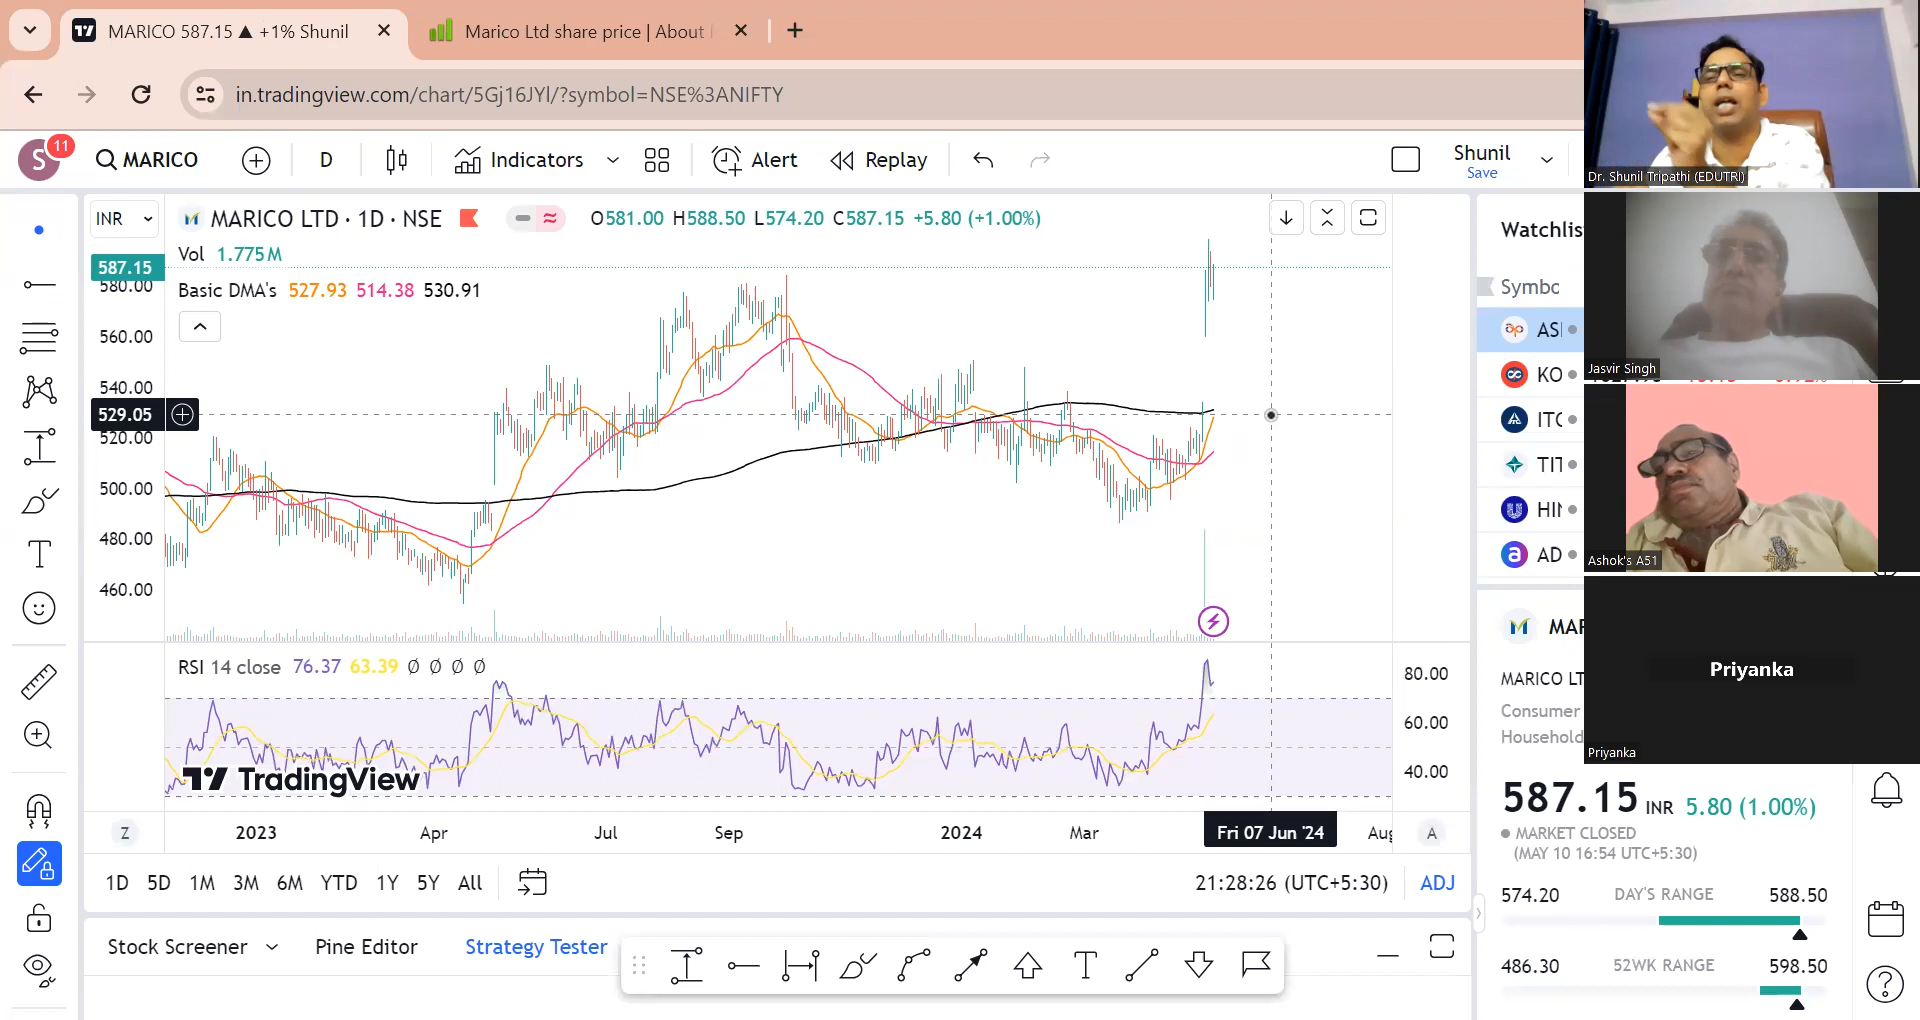 MARICO 587.15 ▲ +1% Shunil
Marico Ltd share price | About
in.tradingview.com/chart/5Gj16JYl/?symbol=NSE%3ANIFTY
S
11
MARICO
D
Indicators
Alert
Replay
Shunil
Save
INR
MARICO LTD · 1D · NSE
O581.00 H588.50 L574.20 C587.15 +5.80 (+1.00%)
Vol 1.775M
Basic DMA's 527.93 514.38 530.91
587.15
580.00
560.00
540.00
529.05
520.00
500.00
480.00
460.00
RSI 14 close 76.37 63.39 Ø Ø Ø Ø
80.00
60.00
40.00
TradingView
Z
2023
Apr
Jul
Sep
2024
Mar
Fri 07 Jun '24
Aug
A
1D 5D 1M 3M 6M YTD 1Y 5Y All
21:28:26 (UTC+5:30)
ADJ
Stock Screener
Pine Editor
Strategy Tester
T
Watchlis
Symbo
KO
HIN
AD
MARICO LT
Consumer
Household
587.15 INR 5.80 (1.00%)
MARKET CLOSED
(MAY 10 16:54 UTC+5:30)
574.20 DAY'S RANGE 588.50
486.30 52WK RANGE 598.50
Dr. Shunil Tripathi (EDUTRI)
Jasvir Singh
Ashok's A51
Priyanka
Priyanka